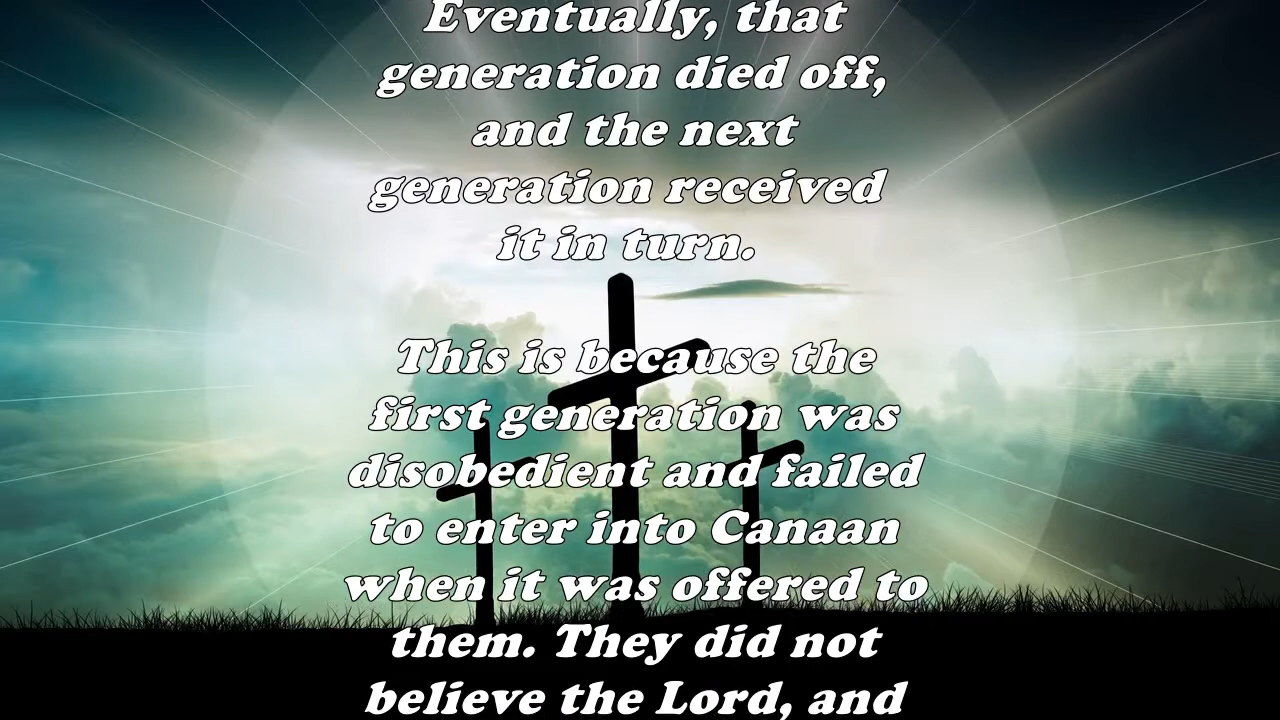 Eventually, that
generation died off,
and the next
generation received
it in turn.
This is because the
first generation was
disobedient and failed
to enter into Canaan
when it was offered to
them. They did not
believe the Lord, and